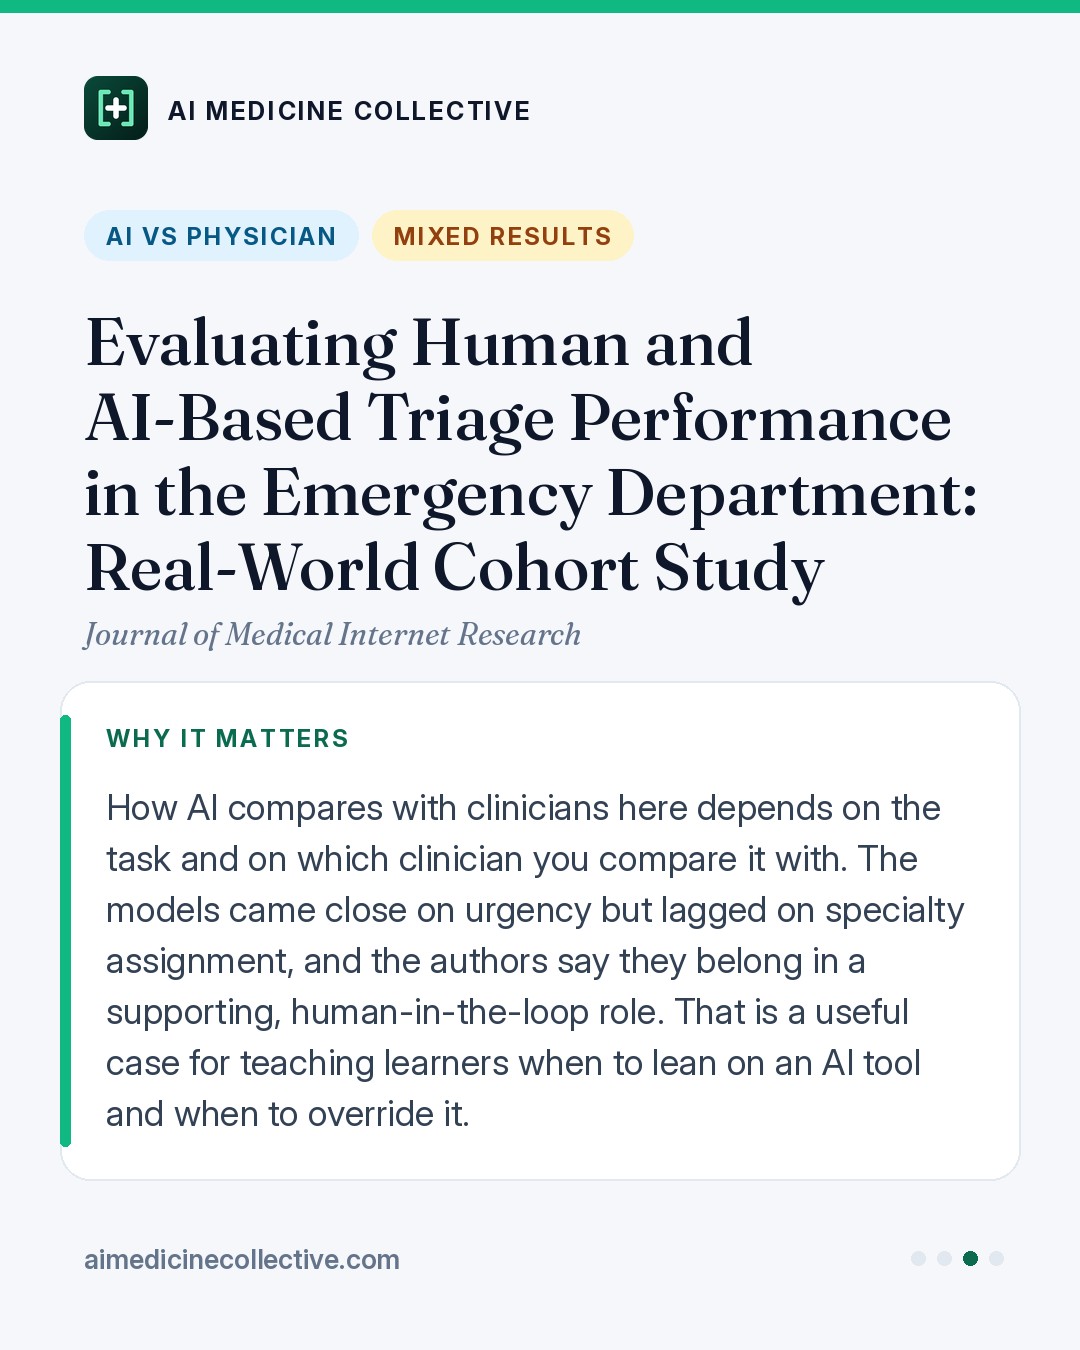 AI MEDICINE COLLECTIVE
AI VS PHYSICIAN
MIXED RESULTS
Evaluating Human and
AI-Based Triage Performance
in the Emergency Department:
Real-World Cohort Study
Journal of Medical Internet Research
WHY IT MATTERS
How AI compares with clinicians here depends on the
task and on which clinician you compare it with. The
models came close on urgency but lagged on specialty
assignment, and the authors say they belong in a
supporting, human-in-the-loop role. That is a useful
case for teaching learners when to lean on an AI tool
and when to override it.
aimedicinecollective.com